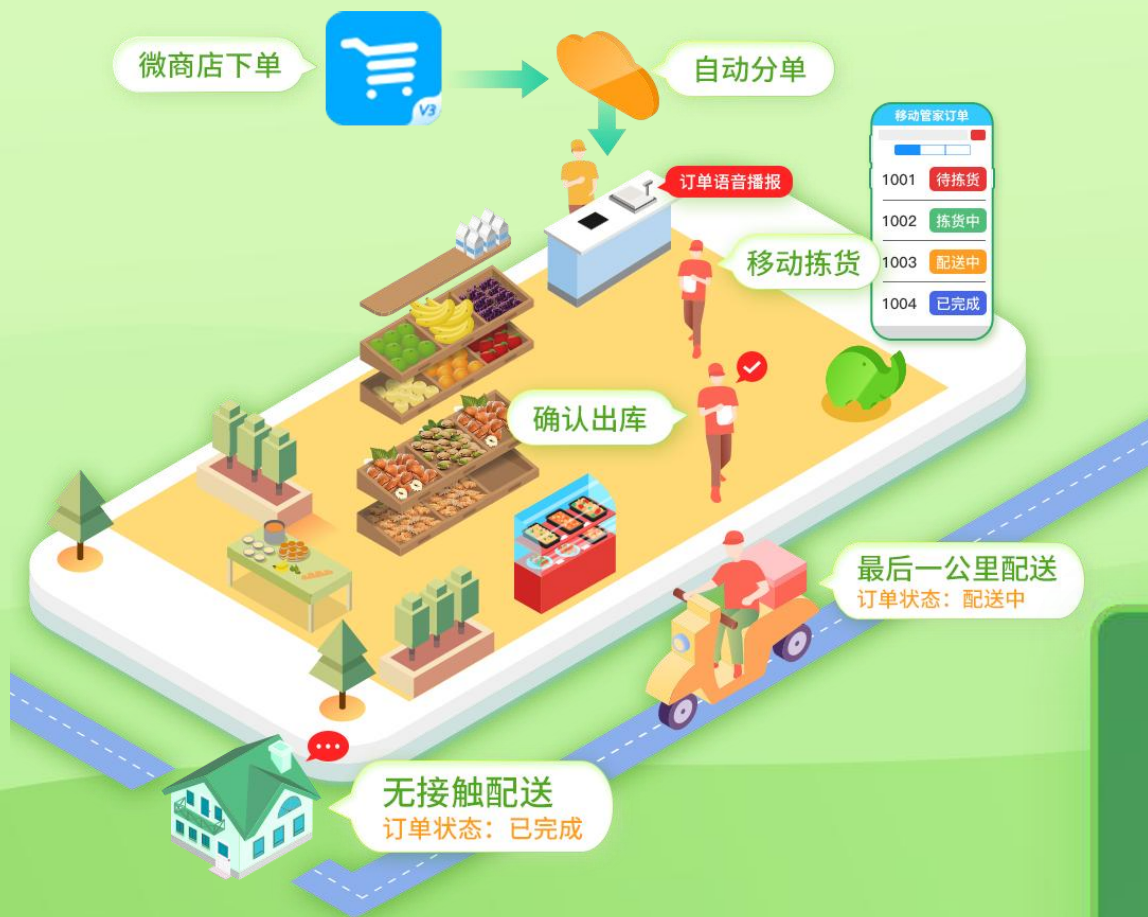 微商店下单
V3
自动分单
移动管家订单
订单语音播报
1001 待拣货
1002 拣货中
1003 配送中
1004 已完成
移动拣货
确认出库
最后一公里配送
订单状态：配送中
无接触配送
订单状态：已完成